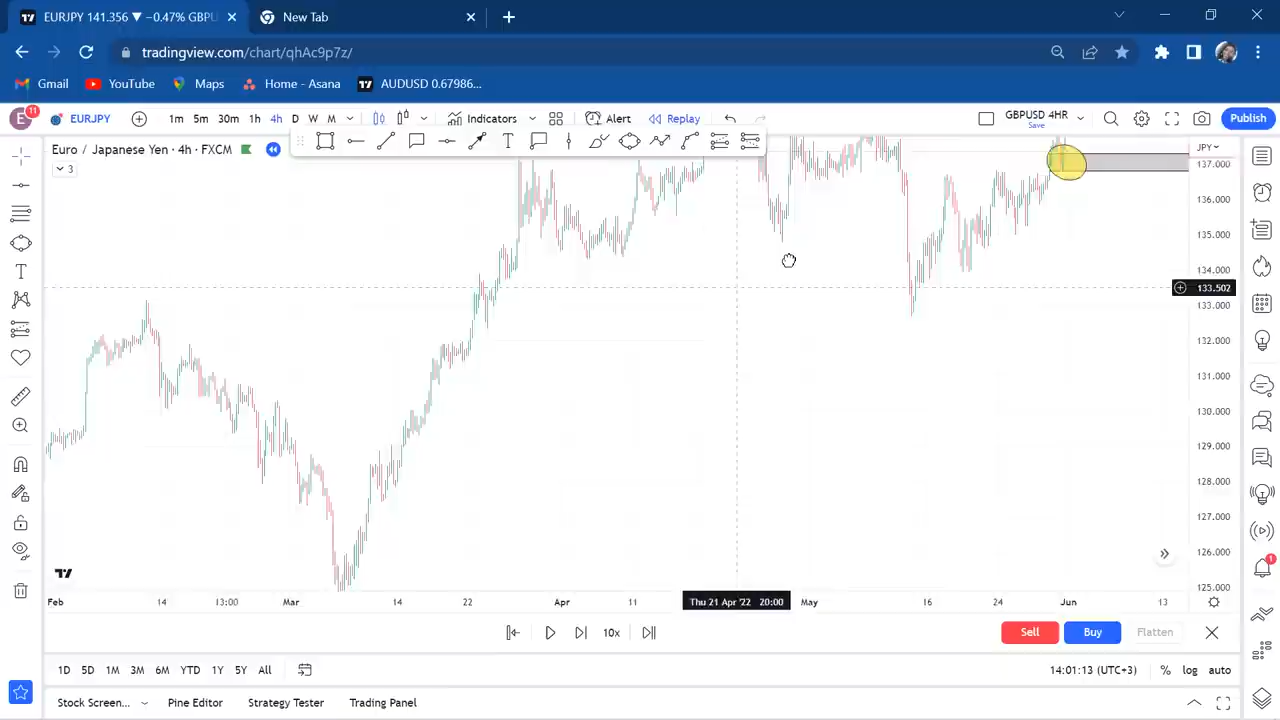 EURJPY 141.356 ▼ −0.47% GBPU
New Tab
tradingview.com/chart/qhAc9p7z/
Gmail
YouTube
Maps
Home - Asana
AUDUSD 0.67986...
E
11
EURJPY
1m
5m
30m
1h
4h
D
W
M
Indicators
Alert
Replay
GBPUSD 4HR
Save
Publish
Euro / Japanese Yen · 4h · FXCM
3
JPY
137.000
136.000
135.000
134.000
133.502
133.000
132.000
131.000
130.000
129.000
128.000
127.000
126.000
125.000
Feb
14
13:00
Mar
14
22
Apr
11
Thu 21 Apr '22 20:00
May
16
24
Jun
13
10x
Sell
Buy
Flatten
1D
5D
1M
3M
6M
YTD
1Y
5Y
All
14:01:13 (UTC+3)
%
log
auto
Stock Screen...
Pine Editor
Strategy Tester
Trading Panel
1